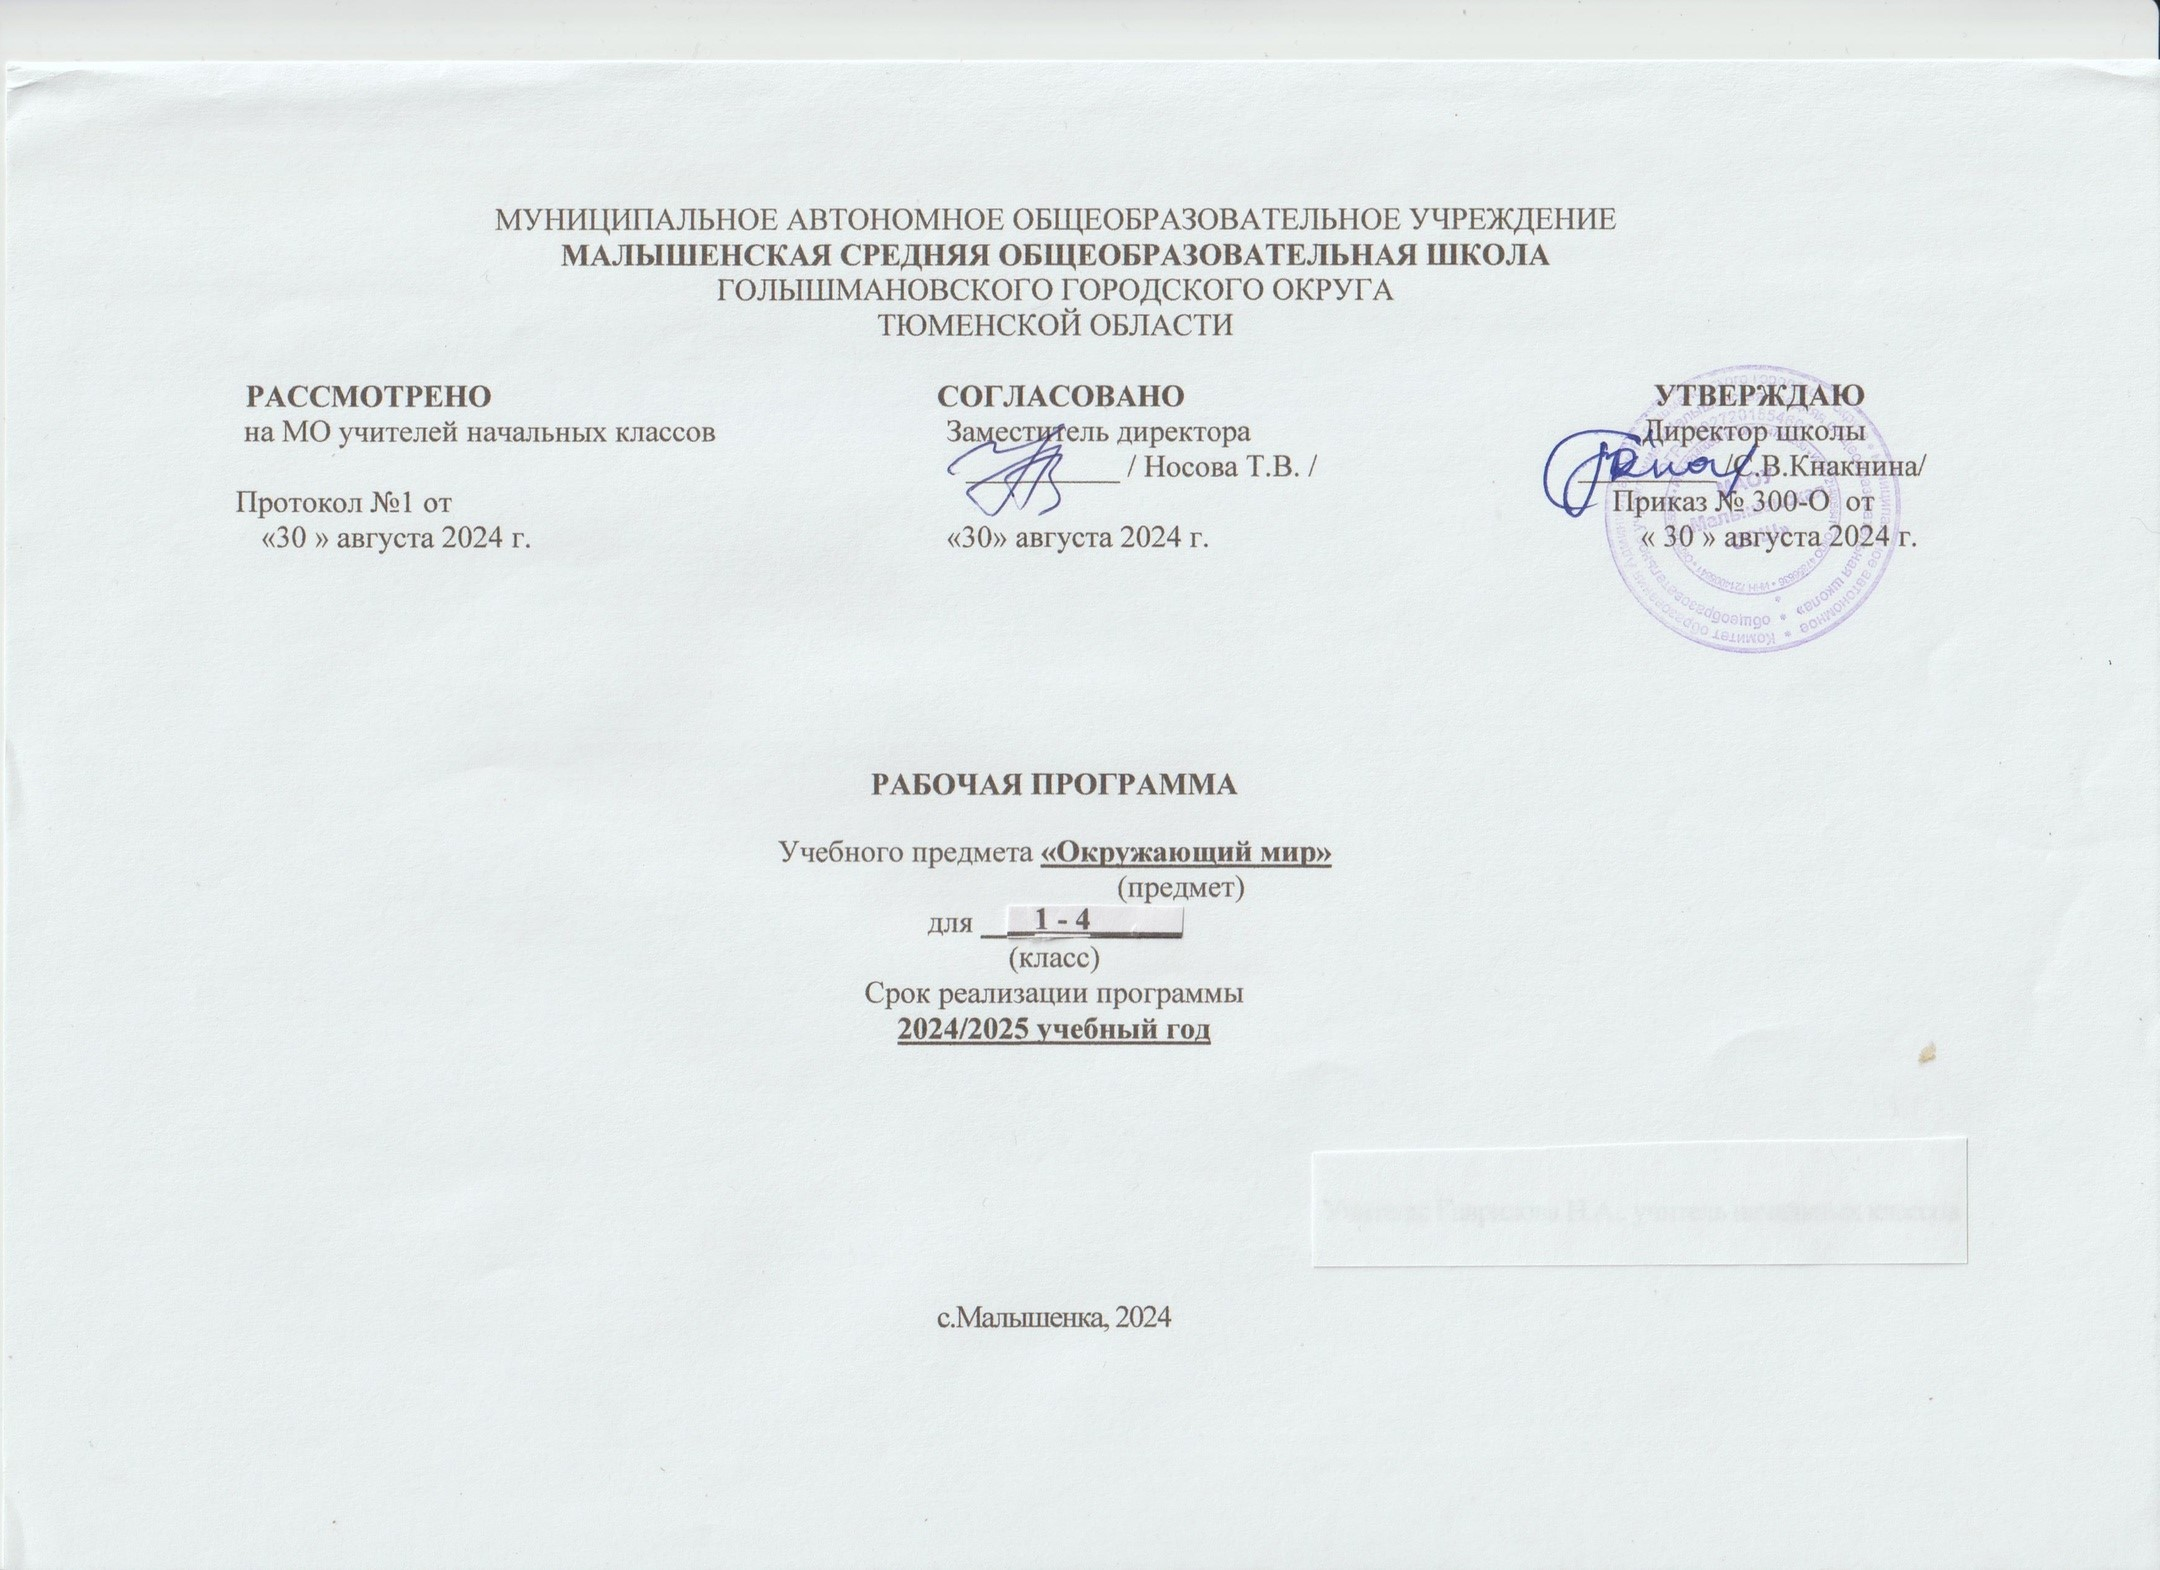 МУНИЦИПАЛЬНОЕ АВТОНОМНОЕ ОБЩЕОБРАЗОВАТЕЛЬНОЕ УЧРЕЖДЕНИЕ
МАЛЫШЕНСКАЯ СРЕДНЯЯ ОБЩЕОБРАЗОВАТЕЛЬНАЯ ШКОЛА
ГОЛЫШМАНОВСКОГО ГОРОДСКОГО ОКРУГА
ТЮМЕНСКОЙ ОБЛАСТИ
РАССМОТРЕНО
на МО учителей начальных классов
Протокол №1 от
«30 » августа 2024 г.
СОГЛАСОВАНО
Заместитель директора
/ Носова Т.В. /
«30» августа 2024 г.
УТВЕРЖДАЮ
Директор школы
/С.В.Кнакнина/
Приказ № 300-О от
« 30 » августа 2024 г.
РАБОЧАЯ ПРОГРАММА
Учебного предмета «Окружающий мир»
(предмет)
для 1 - 4
(класс)
Срок реализации программы
2024/2025 учебный год
с.Малышенка, 2024